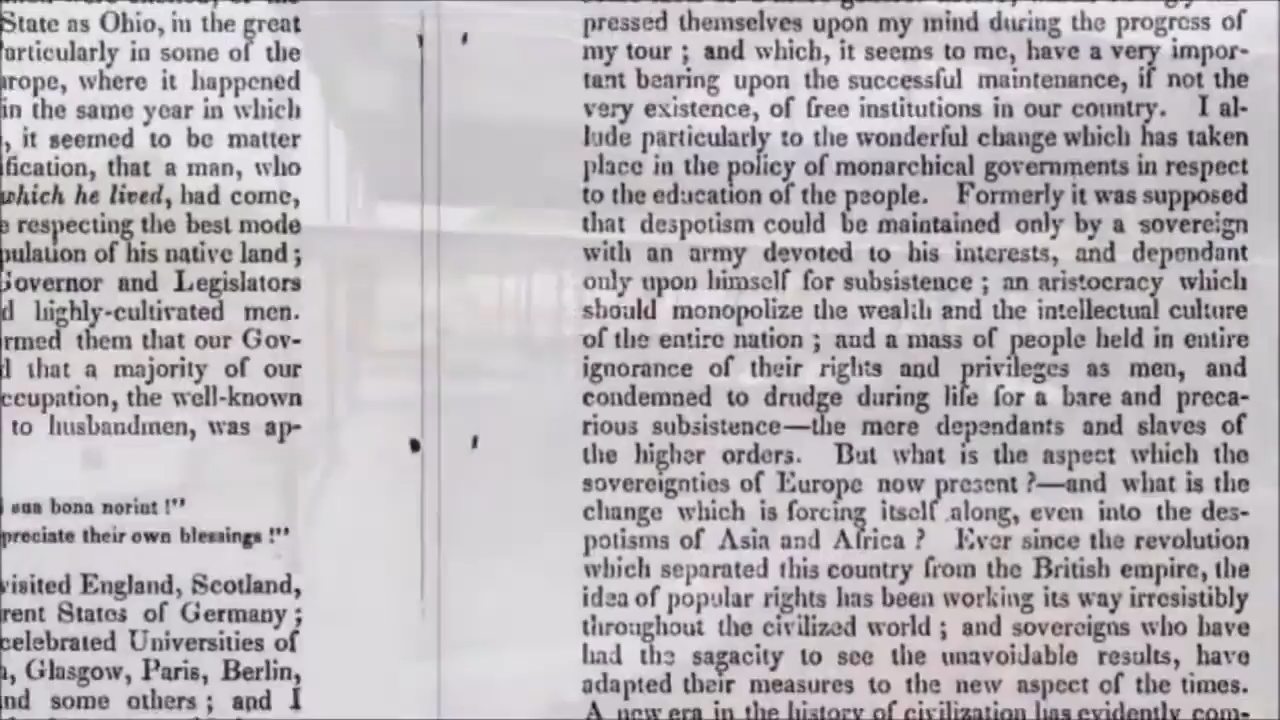 State as Ohio, in the great
articularly in some of the
urope, where it happened
in the same year in which
, it seemed to be matter
ification, that a man, who
which he lived, had come,
e respecting the best mode
pulation of his native land ;
Governor and Legislators
d highly-cultivated men.
rmed them that our Gov-
d that a majority of our
ccupation, the well-known
to husbandmen, was ap-
sua bona norint !"
preciate their own blessings !"
visited England, Scotland,
rent States of Germany ;
celebrated Universities of
, Glasgow, Paris, Berlin,
nd some others ; and I
pressed themselves upon my mind during the progress of
my tour ; and which, it seems to me, have a very impor-
tant bearing upon the successful maintenance, if not the
very existence, of free institutions in our country. I al-
lude particularly to the wonderful change which has taken
place in the policy of monarchical governments in respect
to the education of the people. Formerly it was supposed
that despotism could be maintained only by a sovereign
with an army devoted to his interests, and dependant
only upon himself for subsistence ; an aristocracy which
should monopolize the wealth and the intellectual culture
of the entire nation ; and a mass of people held in entire
ignorance of their rights and privileges as men, and
condemned to drudge during life for a bare and preca-
rious subsistence—the mere dependants and slaves of
the higher orders. But what is the aspect which the
sovereignties of Europe now present ?—and what is the
change which is forcing itself along, even into the des-
potisms of Asia and Africa ? Ever since the revolution
which separated this country from the British empire, the
idea of popular rights has been working its way irresistibly
throughout the civilized world ; and sovereigns who have
had the sagacity to see the unavoidable results, have
adapted their measures to the new aspect of the times.
A new era in the history of civilization has evidently com-